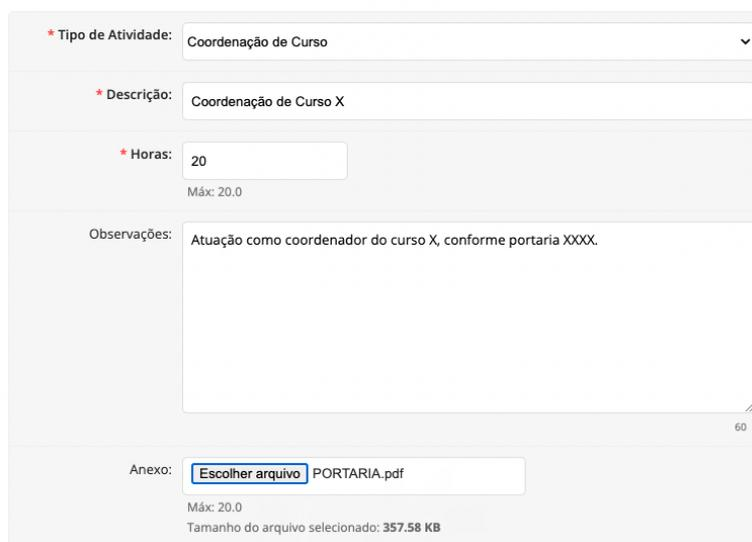 * Tipo de Atividade: Coordenação de Curso
* Descrição: Coordenação de Curso X
* Horas: 20
Máx: 20.0
Observações: Atuação como coordenador do curso X, conforme portaria XXXX.
60
Anexo: Escolher arquivo PORTARIA.pdf
Máx: 20.0
Tamanho do arquivo selecionado: 357.58 KB